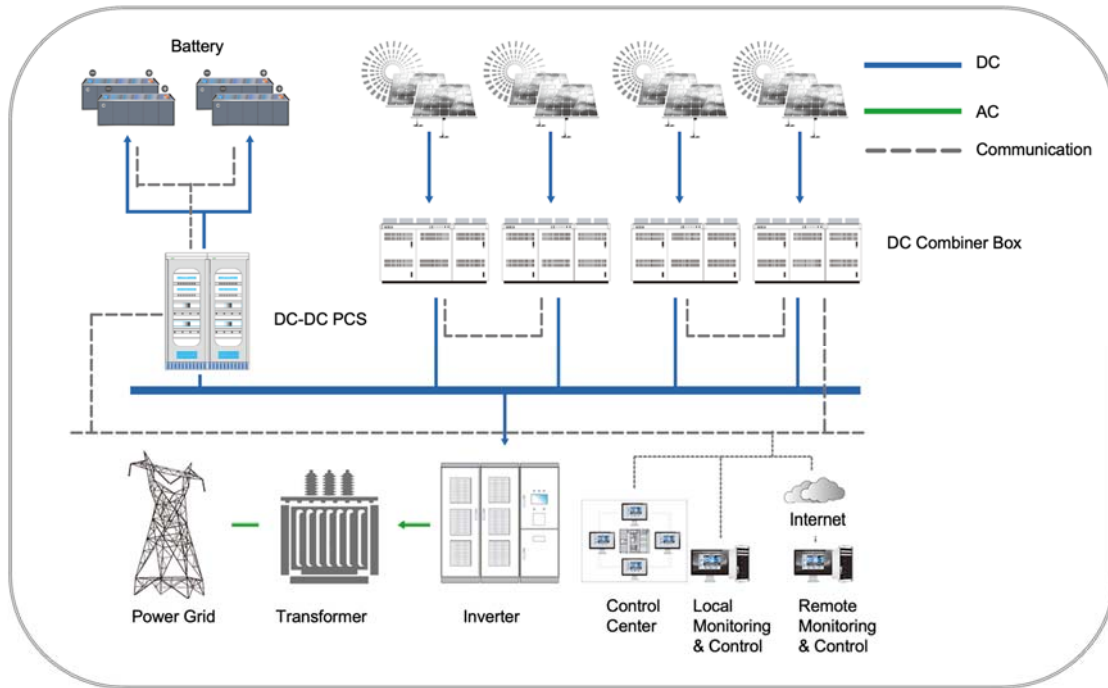 Battery
DC
AC
Communication
DC Combiner Box
DC-DC PCS
Internet
Power Grid
Transformer
Inverter
Control
Center
Local
Monitoring
& Control
Remote
Monitoring
& Control